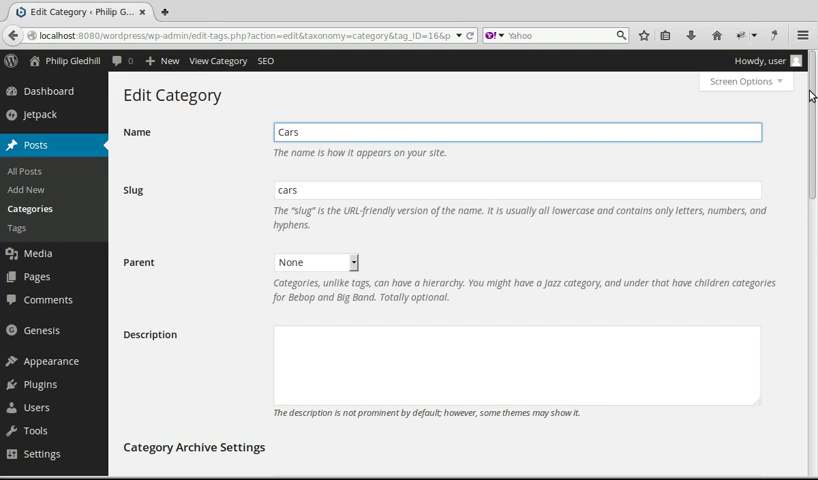 Edit Category ‹ Philip G...
localhost:8080/wordpress/wp-admin/edit-tags.php?action=edit&taxonomy=category&tag_ID=16&p
Yahoo
Philip Gledhill 0 New View Category SEO Howdy, user
Screen Options
Dashboard
Jetpack
Posts
All Posts
Add New
Categories
Tags
Media
Pages
Comments
Genesis
Appearance
Plugins
Users
Tools
Settings
Edit Category
Name Cars
The name is how it appears on your site.
Slug cars
The “slug” is the URL-friendly version of the name. It is usually all lowercase and contains only letters, numbers, and
hyphens.
Parent None
Categories, unlike tags, can have a hierarchy. You might have a Jazz category, and under that have children categories
for Bebop and Big Band. Totally optional.
Description
The description is not prominent by default; however, some themes may show it.
Category Archive Settings